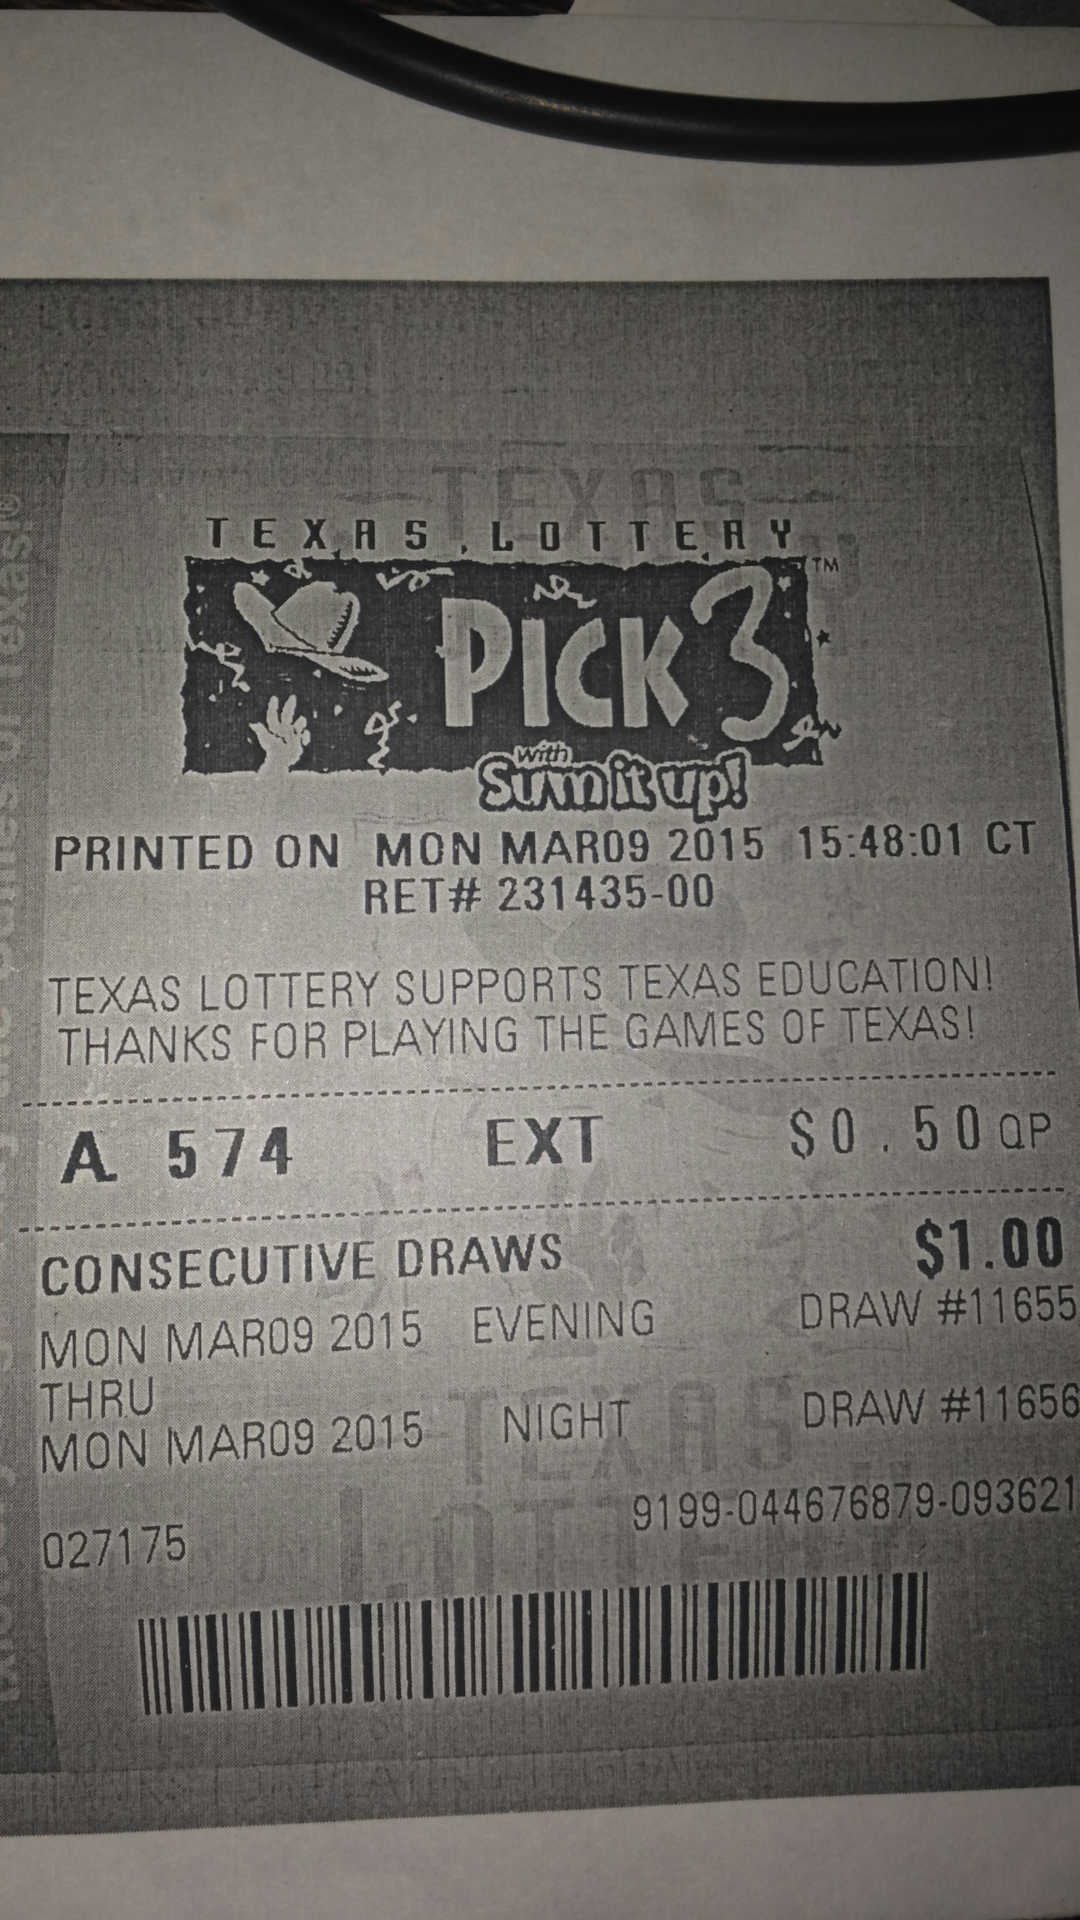 TEXAS LOTTERY
PICK 3™
with
Sum it up!
PRINTED ON MON MAR09 2015 15:48:01 CT
RET# 231435-00
TEXAS LOTTERY SUPPORTS TEXAS EDUCATION!
THANKS FOR PLAYING THE GAMES OF TEXAS!
A. 574 EXT $0.50 QP
CONSECUTIVE DRAWS $1.00
MON MAR09 2015 EVENING DRAW #11655
THRU
MON MAR09 2015 NIGHT DRAW #11656
9199-044676879-093621
027175
TEXAS
TEXAS
LOTTERY